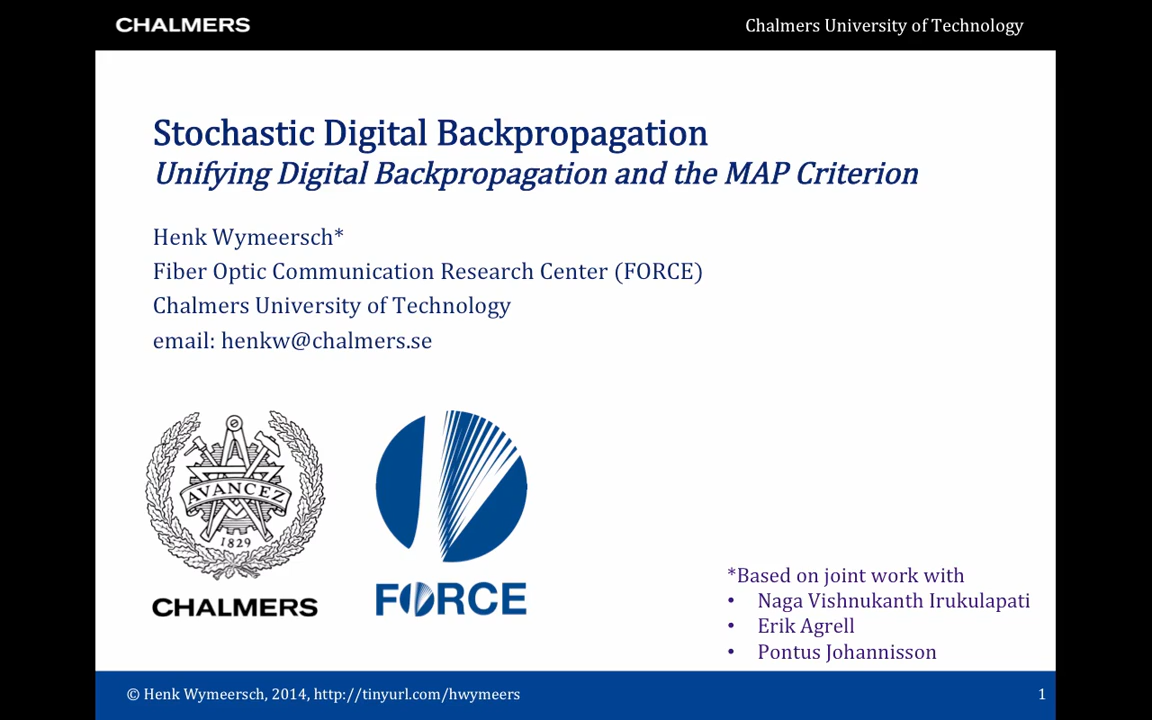 CHALMERS
Chalmers University of Technology
Stochastic Digital Backpropagation
Unifying Digital Backpropagation and the MAP Criterion
Henk Wymeersch*
Fiber Optic Communication Research Center (FORCE)
Chalmers University of Technology
email: henkw@chalmers.se
AVANCEZ
1829
CHALMERS
FORCE
*Based on joint work with
• Naga Vishnukanth Irukulapati
• Erik Agrell
• Pontus Johannisson
© Henk Wymeersch, 2014, http://tinyurl.com/hwymeers
1